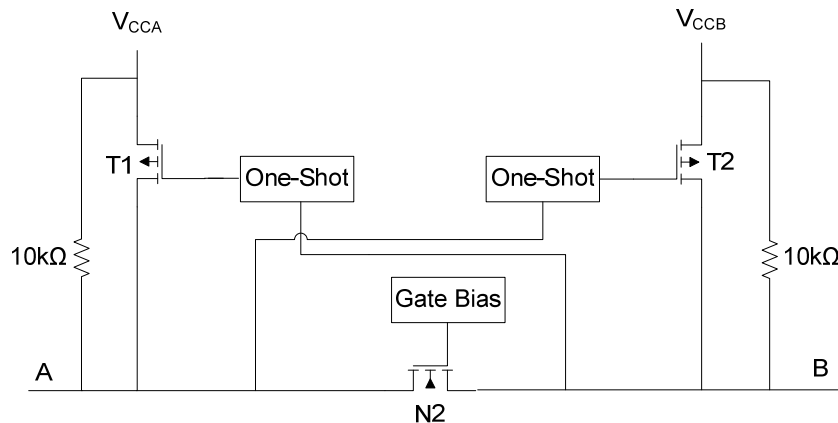 VCCA
VCCB
T1
One-Shot
One-Shot
T2
10kΩ
10kΩ
Gate Bias
A
B
N2